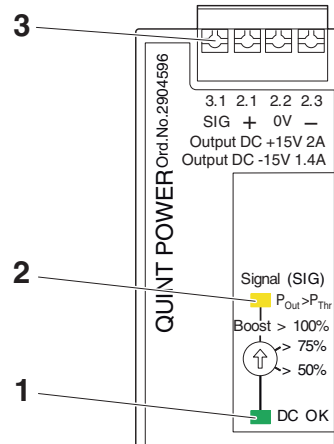 3
QUINT POWER Ord.No.2904596
3.1 2.1 2.2 2.3
SIG + 0V −
Output DC +15V 2A
Output DC -15V 1.4A
2
Signal (SIG)
POut >PThr
Boost > 100%
> 75%
> 50%
1
DC OK